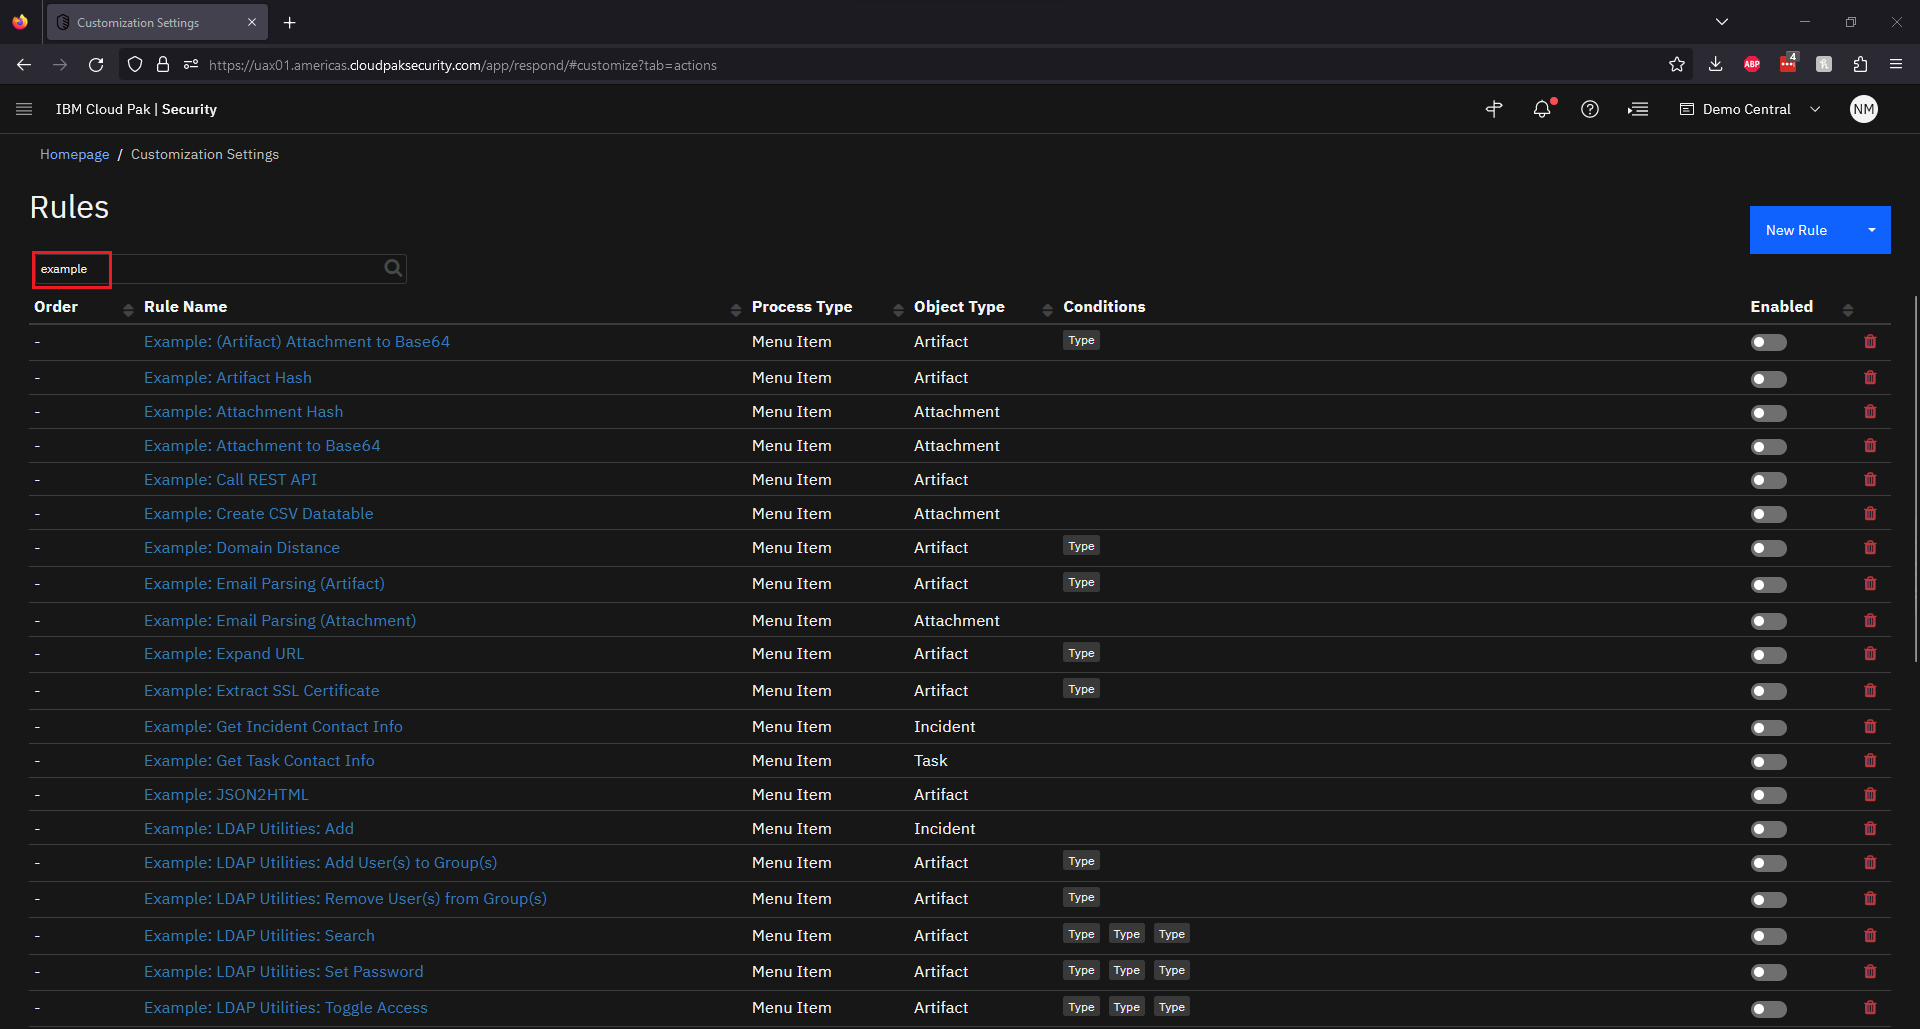 Customization Settings
https://uax01.americas.cloudpaksecurity.com/app/respond/#customize?tab=actions
ABP
4
IBM Cloud Pak | Security
Demo Central
NM
Homepage / Customization Settings
Rules
New Rule
example
Order Rule Name Process Type Object Type Conditions Enabled
- Example: (Artifact) Attachment to Base64 Menu Item Artifact Type
- Example: Artifact Hash Menu Item Artifact
- Example: Attachment Hash Menu Item Attachment
- Example: Attachment to Base64 Menu Item Attachment
- Example: Call REST API Menu Item Artifact
- Example: Create CSV Datatable Menu Item Attachment
- Example: Domain Distance Menu Item Artifact Type
- Example: Email Parsing (Artifact) Menu Item Artifact Type
- Example: Email Parsing (Attachment) Menu Item Attachment
- Example: Expand URL Menu Item Artifact Type
- Example: Extract SSL Certificate Menu Item Artifact Type
- Example: Get Incident Contact Info Menu Item Incident
- Example: Get Task Contact Info Menu Item Task
- Example: JSON2HTML Menu Item Artifact
- Example: LDAP Utilities: Add Menu Item Incident
- Example: LDAP Utilities: Add User(s) to Group(s) Menu Item Artifact Type
- Example: LDAP Utilities: Remove User(s) from Group(s) Menu Item Artifact Type
- Example: LDAP Utilities: Search Menu Item Artifact Type Type Type
- Example: LDAP Utilities: Set Password Menu Item Artifact Type Type Type
- Example: LDAP Utilities: Toggle Access Menu Item Artifact Type Type Type